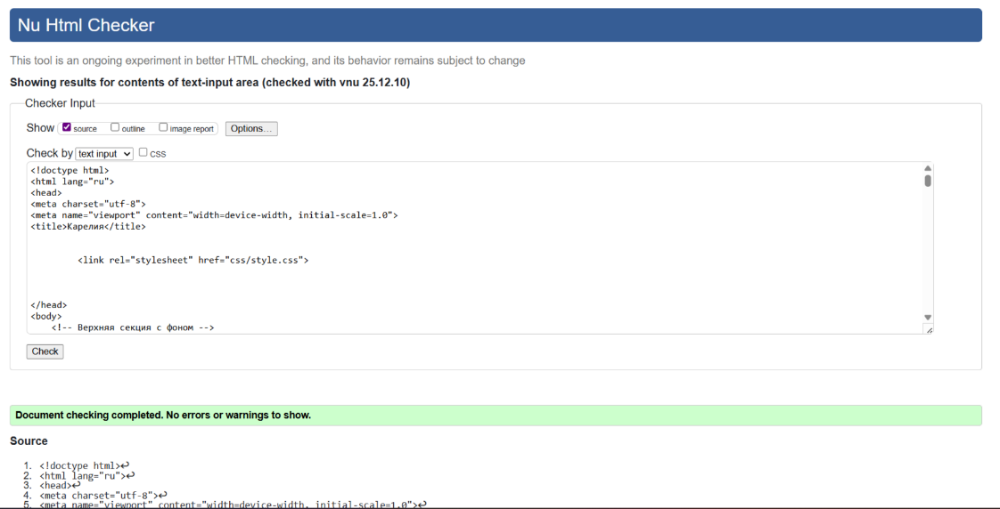 Nu Html Checker
This tool is an ongoing experiment in better HTML checking, and its behavior remains subject to change
Showing results for contents of text-input area (checked with vnu 25.12.10)
Checker Input
Show source outline image report Options...
Check by text input css
<!doctype html>
<html lang="ru">
<head>
<meta charset="utf-8">
<meta name="viewport" content="width=device-width, initial-scale=1.0">
<title>Карелия</title>
<link rel="stylesheet" href="css/style.css">
</head>
<body>
<!-- Верхняя секция с фоном -->
Check
Document checking completed. No errors or warnings to show.
Source
1. <!doctype html>↩
2. <html lang="ru">↩
3. <head>↩
4. <meta charset="utf-8">↩
5. <meta name="viewport" content="width=device-width, initial-scale=1.0">↩